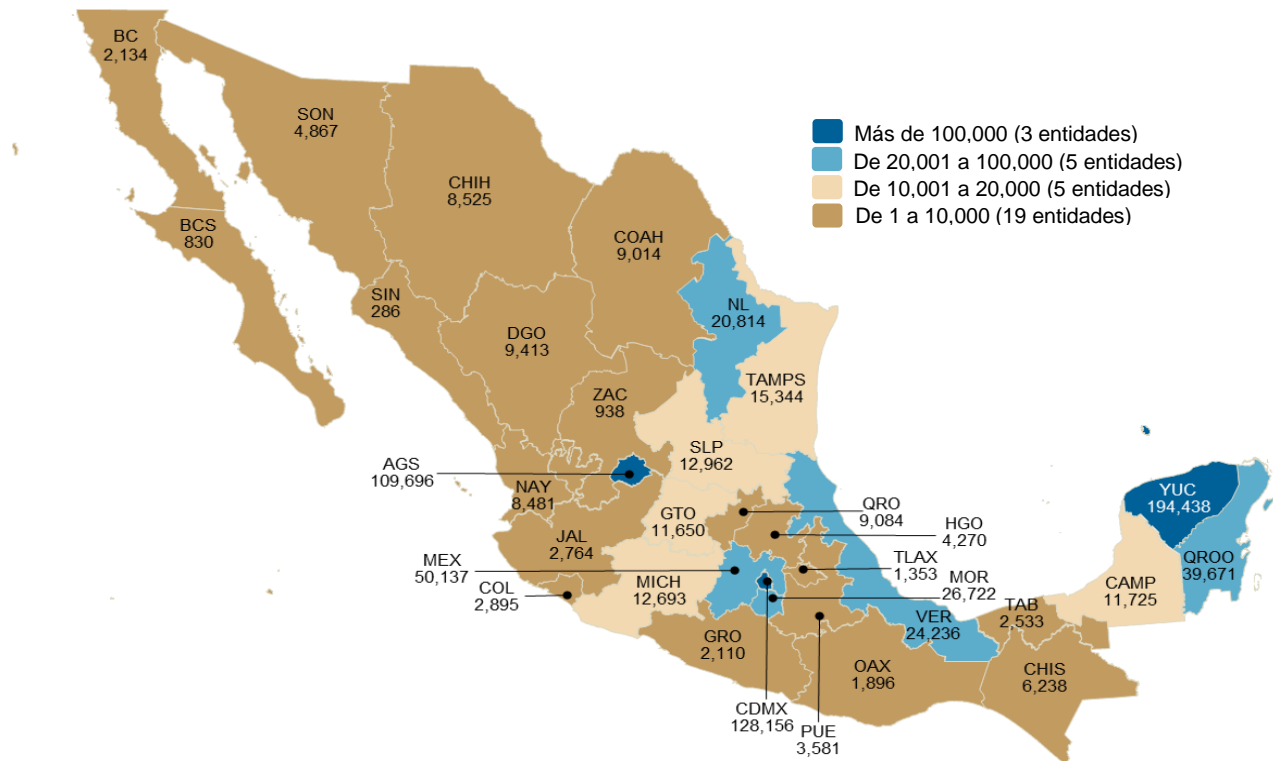 BC
2,134
SON
4,867
CHIH
8,525
BCS
830
COAH
9,014
SIN
286
DGO
9,413
NL
20,814
TAMPS
15,344
ZAC
938
SLP
12,962
AGS
109,696
NAY
8,481
GTO
11,650
QRO
9,084
HGO
4,270
JAL
2,764
MEX
50,137
TLAX
1,353
COL
2,895
MICH
12,693
MOR
26,722
GRO
2,110
VER
24,236
OAX
1,896
CDMX
128,156
PUE
3,581
TAB
2,533
CHIS
6,238
CAMP
11,725
YUC
194,438
QROO
39,671
Más de 100,000 (3 entidades)
De 20,001 a 100,000 (5 entidades)
De 10,001 a 20,000 (5 entidades)
De 1 a 10,000 (19 entidades)